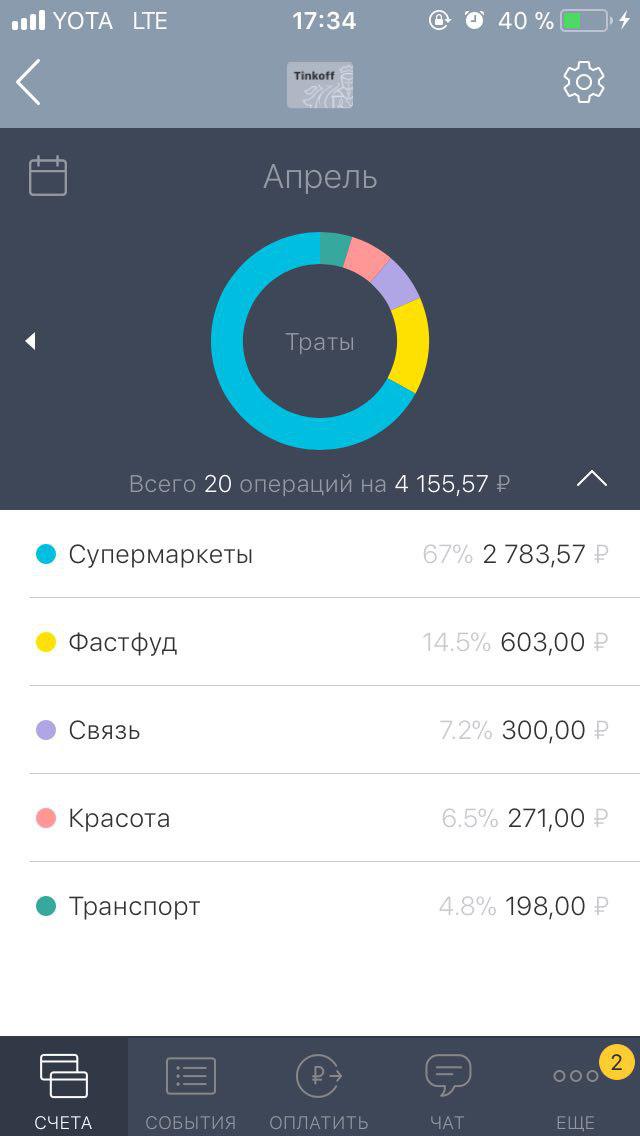 YOTA LTE 17:34 40 %
Tinkoff
Апрель
Траты
Всего 20 операций на 4 155,57 ₽
Супермаркеты 67% 2 783,57 ₽
Фастфуд 14.5% 603,00 ₽
Связь 7.2% 300,00 ₽
Красота 6.5% 271,00 ₽
Транспорт 4.8% 198,00 ₽
2
СЧЕТА СОБЫТИЯ ОПЛАТИТЬ ЧАТ ЕЩЕ